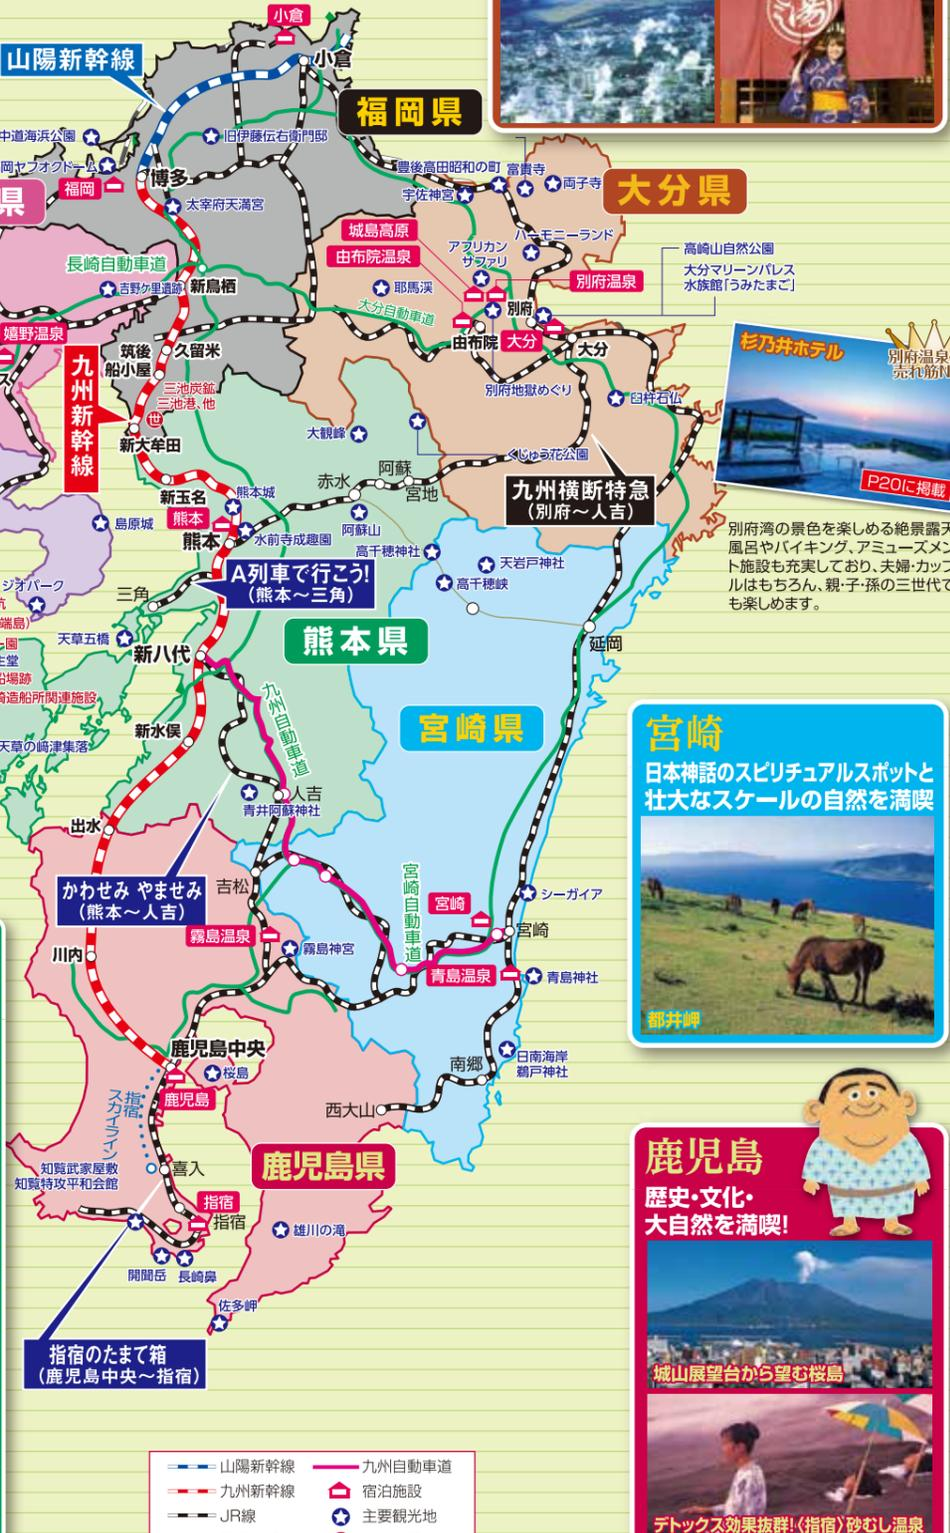 小倉
山陽新幹線
小倉
福岡県
中道海浜公園
旧伊藤伝右衛門邸
岡ヤフオクドーム
福岡
博多
県
太宰府天満宮
豊後高田昭和の町
富貴寺
両子寺
宇佐神宮
大分県
城島高原
由布院温泉
アフリカン
サファリ
ハーモニーランド
別府温泉
高崎山自然公園
大分マリーンパレス
水族館「うみたまご」
長崎自動車道
新鳥栖
吉野ケ里遺跡
耶馬渓
大分自動車道
別府
嬉野温泉
由布院
大分
大分
筑後
船小屋
久留米
九州新幹線
三池炭鉱
三池港、他
世
新大牟田
別府地獄めぐり
臼杵石仏
杉乃井ホテル
別府温泉
売れ筋N
P20に掲載
大観峰
くじゅう花公園
新玉名
熊本城
熊本
熊本
水前寺成趣園
赤水
阿蘇
宮地
阿蘇山
九州横断特急
(別府〜人吉)
別府湾の景色を楽しめる絶景露天
風呂やバイキング、アミューズメン
ト施設も充実しており、夫婦・カップ
ルはもちろん、親・子・孫の三世代で
も楽しめます。
島原城
高千穂神社
天岩戸神社
高千穂峡
A列車で行こう!
(熊本〜三角)
ジオパーク
三角
坑
端島)
天草五橋
園
主堂
船場跡
崎造船所関連施設
熊本県
延岡
新八代
九州自動車道
宮崎県
新水俣
天草の﨑津集落
人吉
青井阿蘇神社
出水
かわせみ やませみ
(熊本〜人吉)
吉松
宮崎自動車道
シーガイア
宮崎
宮崎
霧島温泉
霧島神宮
川内
青島温泉
青島神社
宮崎
日本神話のスピリチュアルスポットと
壮大なスケールの自然を満喫
都井岬
鹿児島中央
桜島
鹿児島
南郷
日南海岸
鵜戸神社
西大山
指宿
スカイライン
鹿児島県
知覧武家屋敷
知覧特攻平和会館
喜入
指宿
指宿
雄川の滝
開聞岳
長崎鼻
佐多岬
指宿のたまて箱
(鹿児島中央〜指宿)
鹿児島
歴史・文化・
大自然を満喫!
城山展望台から望む桜島
デトックス効果抜群!〈指宿〉砂むし温泉
山陽新幹線
九州自動車道
九州新幹線
宿泊施設
JR線
主要観光地